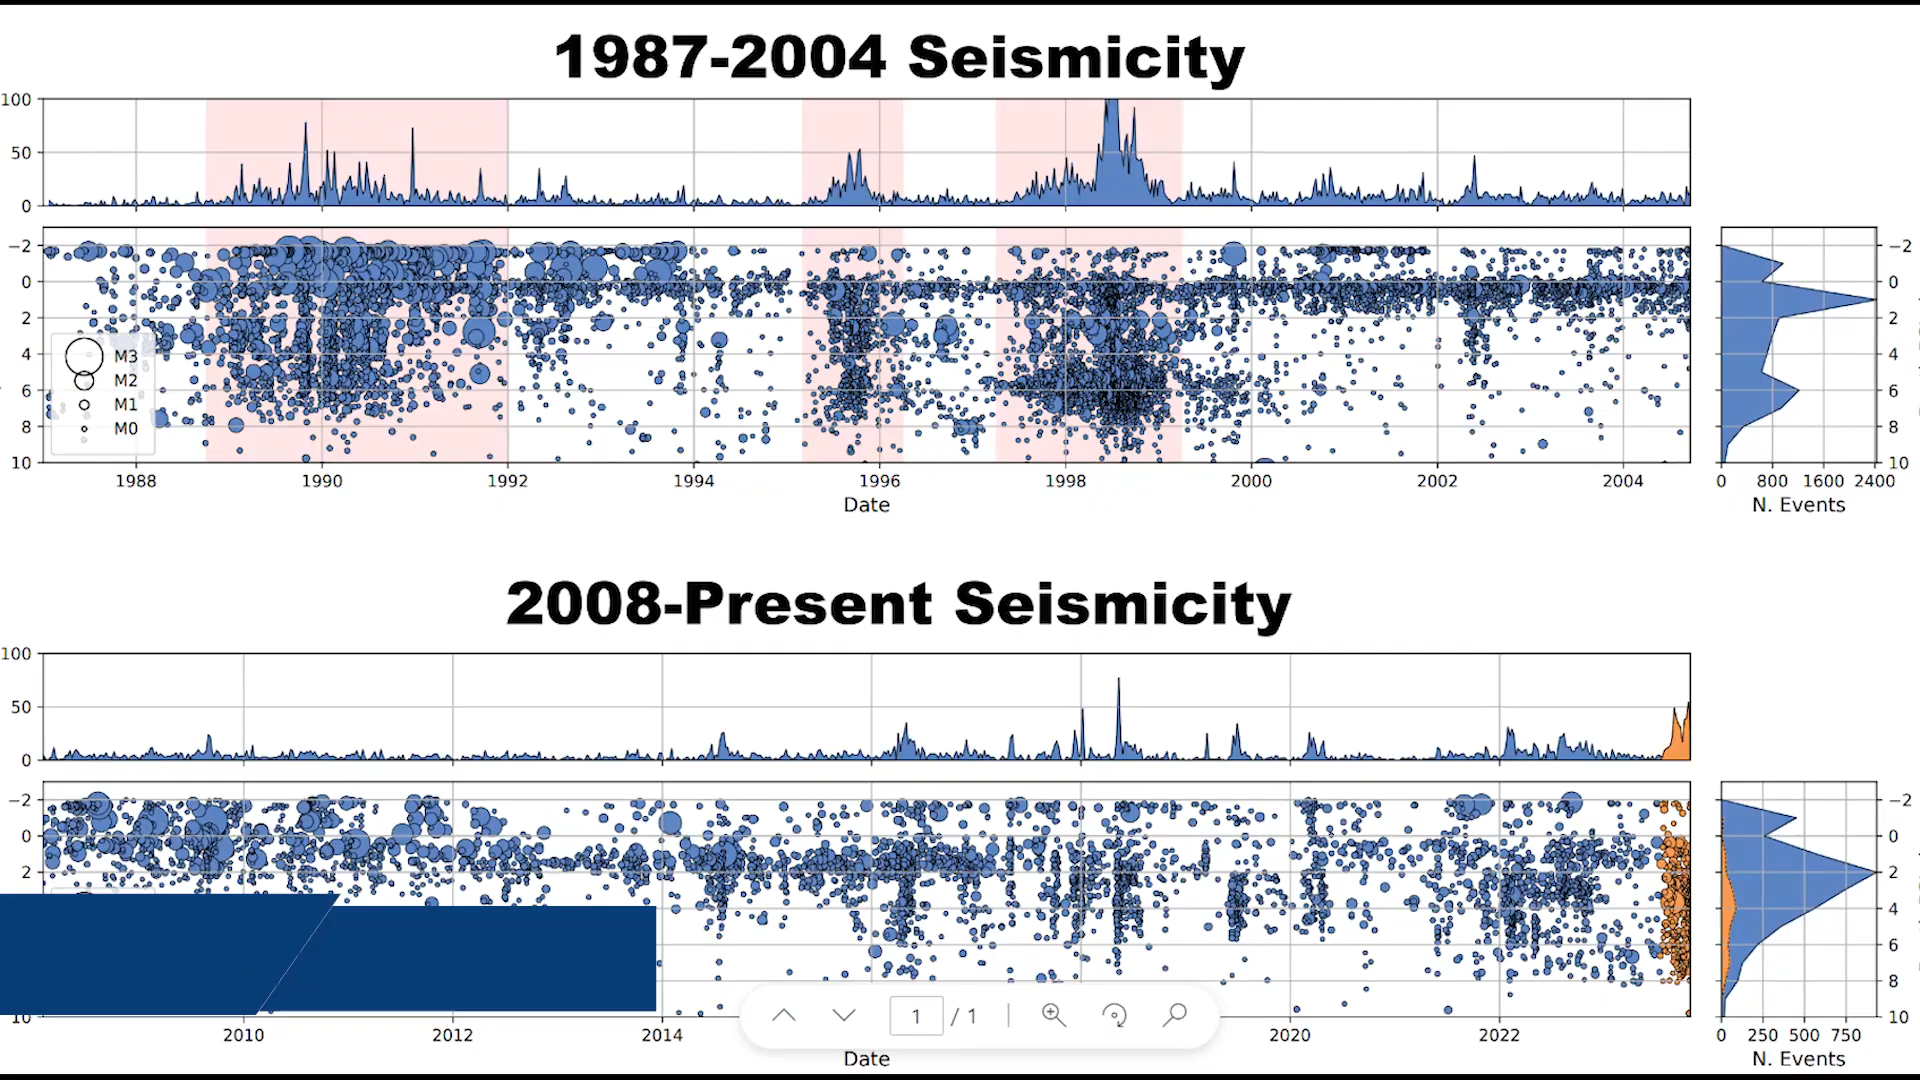 1987-2004 Seismicity
100
50
0
−2
0
2
4
6
8
10
M3
M2
M1
M0
1988 1990 1992 1994 1996 1998 2000 2002 2004
Date
−2
0
2
4
6
8
10
0 800 1600 2400
N. Events
2008-Present Seismicity
100
50
0
−2
0
2
10
2010 2012 2014 2020 2022
Date
−2
0
2
4
6
8
10
0 250 500 750
N. Events
1 / 1